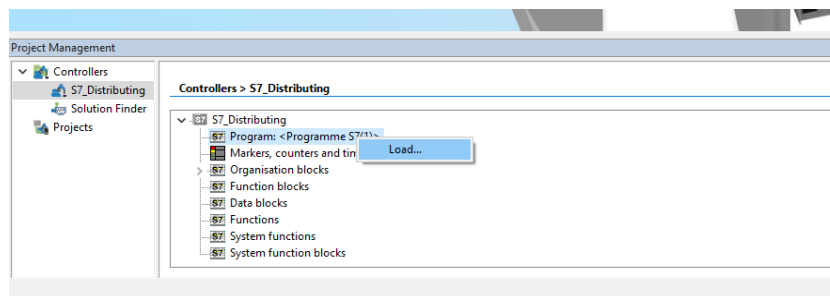 Project Management
Controllers
S7_Distributing
Solution Finder
Projects
Controllers > S7_Distributing
S7 S7_Distributing
S7 Program: <Programme S7(1)>
Load...
Markers, counters and tim
S7 Organisation blocks
S7 Function blocks
S7 Data blocks
S7 Functions
S7 System functions
S7 System function blocks